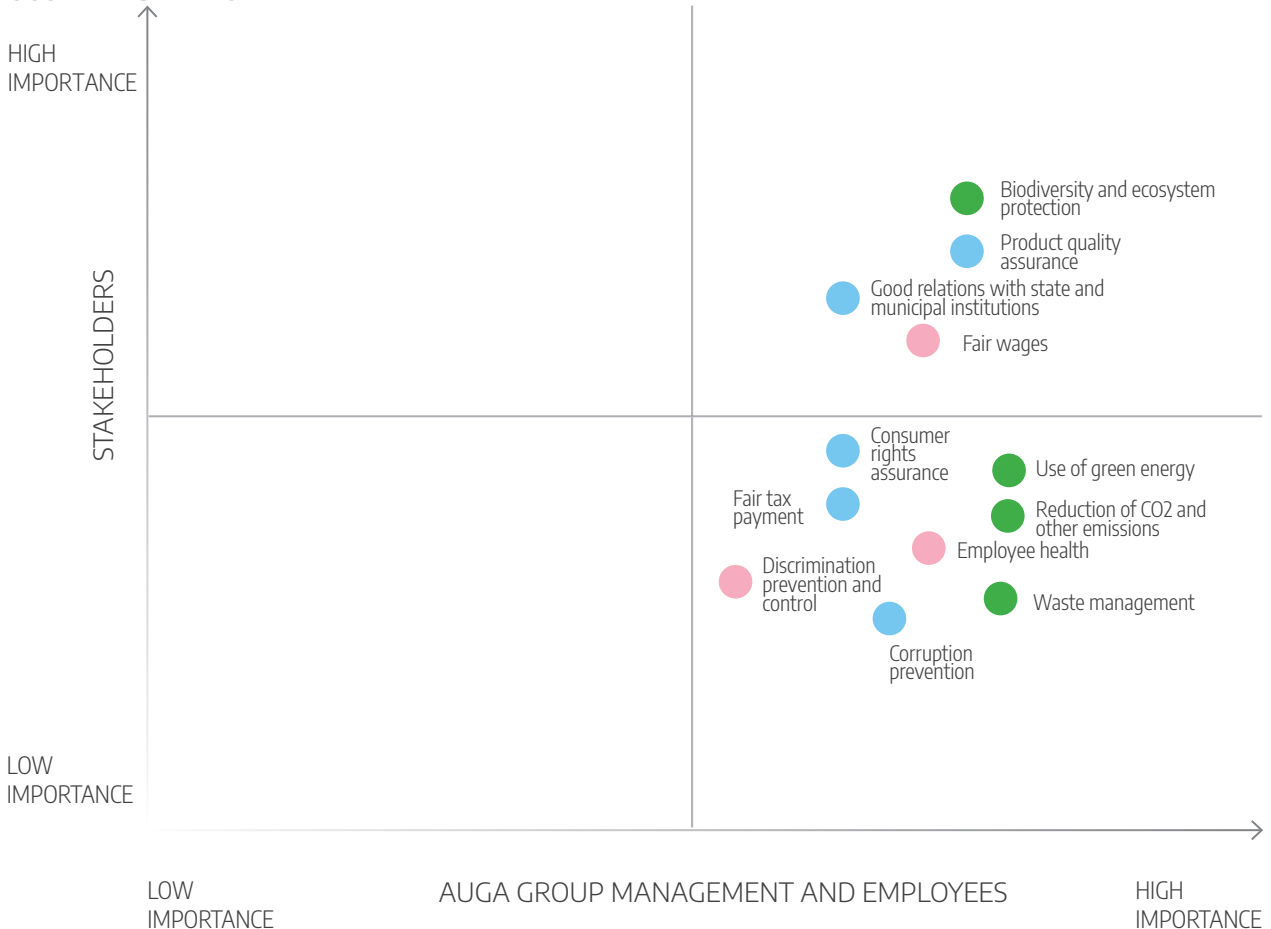 HIGH
IMPORTANCE
Biodiversity and ecosystem
protection
Product quality
assurance
Good relations with state and
municipal institutions
Fair wages
STAKEHOLDERS
Consumer
rights
assurance
Use of green energy
Fair tax
payment
Reduction of CO2 and
other emissions
Employee health
Discrimination
prevention and
control
Waste management
Corruption
prevention
LOW
IMPORTANCE
LOW
IMPORTANCE
AUGA GROUP MANAGEMENT AND EMPLOYEES
HIGH
IMPORTANCE